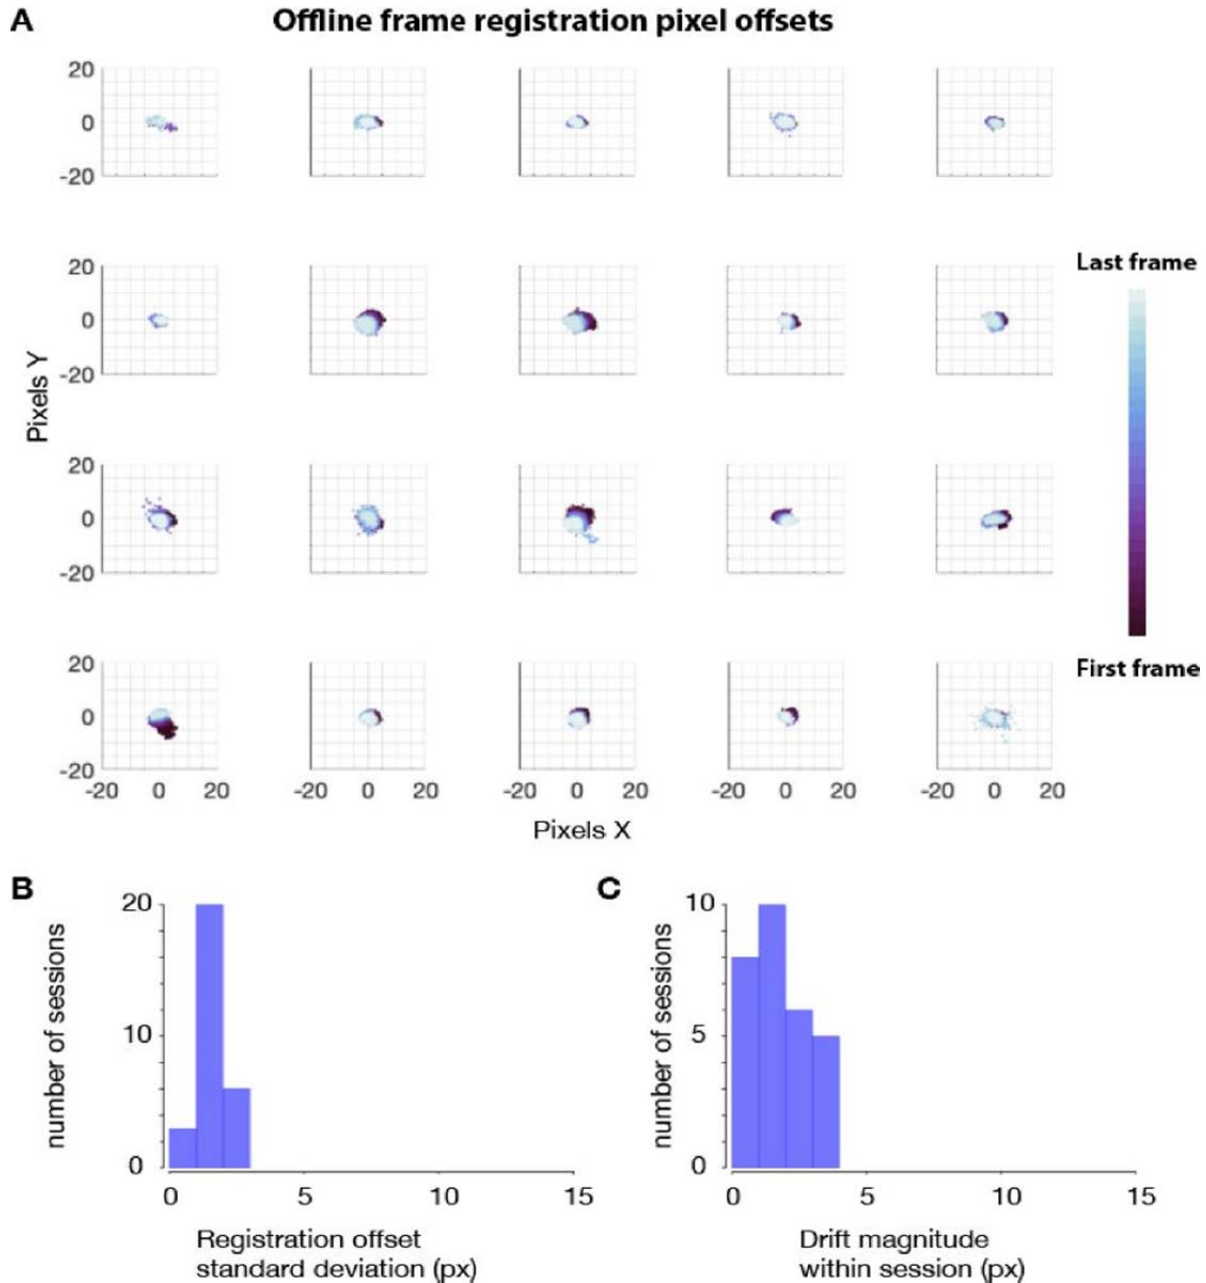 A
Offline frame registration pixel offsets
20
0
-20
20
0
-20
Last frame
Pixels Y
20
0
-20
First frame
20
0
-20
-20 0 20 -20 0 20 -20 0 20 -20 0 20 -20 0 20
Pixels X
B
number of sessions
20
10
0
0 5 10 15
Registration offset
standard deviation (px)
C
number of sessions
10
5
0
0 5 10 15
Drift magnitude
within session (px)